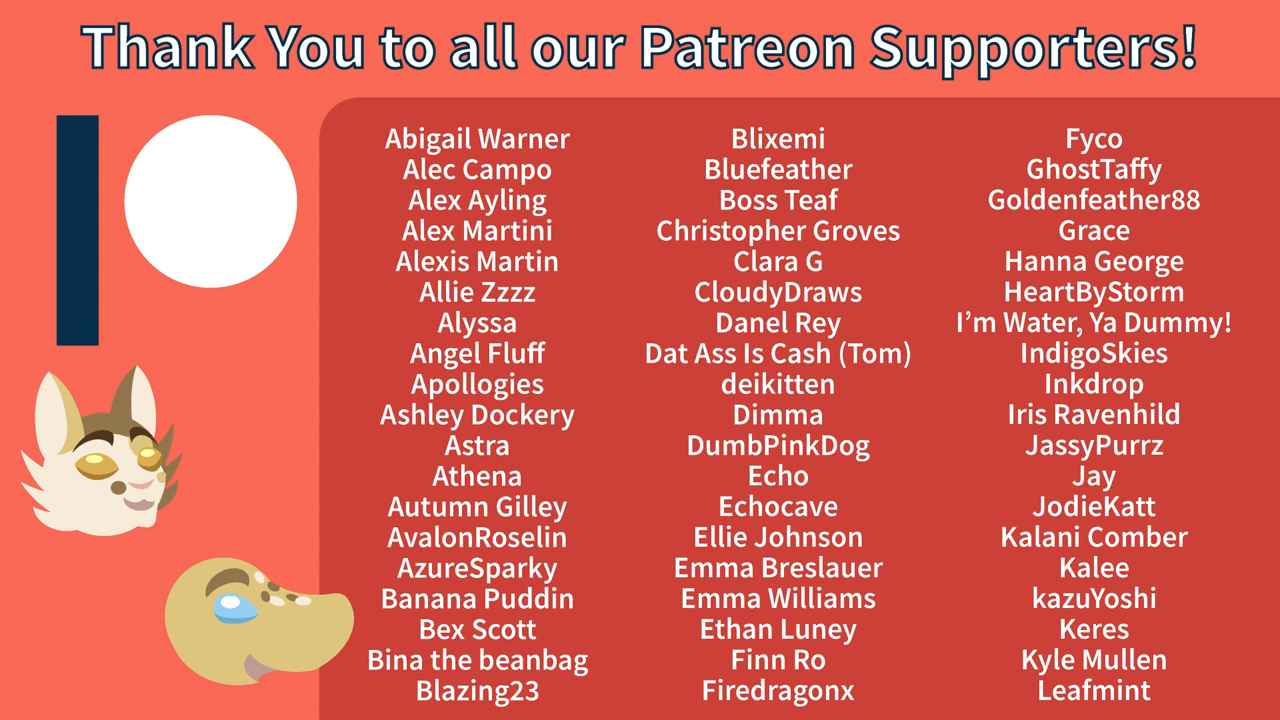 Thank You to all our Patreon Supporters!
Abigail Warner
Alec Campo
Alex Ayling
Alex Martini
Alexis Martin
Allie Zzzz
Alyssa
Angel Fluff
Apollogies
Ashley Dockery
Astra
Athena
Autumn Gilley
AvalonRoselin
AzureSparky
Banana Puddin
Bex Scott
Bina the beanbag
Blazing23
Blixemi
Bluefeather
Boss Teaf
Christopher Groves
Clara G
CloudyDraws
Danel Rey
Dat Ass Is Cash (Tom)
deikitten
Dimma
DumbPinkDog
Echo
Echocave
Ellie Johnson
Emma Breslauer
Emma Williams
Ethan Luney
Finn Ro
Firedragonx
Fyco
GhostTaffy
Goldenfeather88
Grace
Hanna George
HeartByStorm
I’m Water, Ya Dummy!
IndigoSkies
Inkdrop
Iris Ravenhild
JassyPurrz
Jay
JodieKatt
Kalani Comber
Kalee
kazuYoshi
Keres
Kyle Mullen
Leafmint